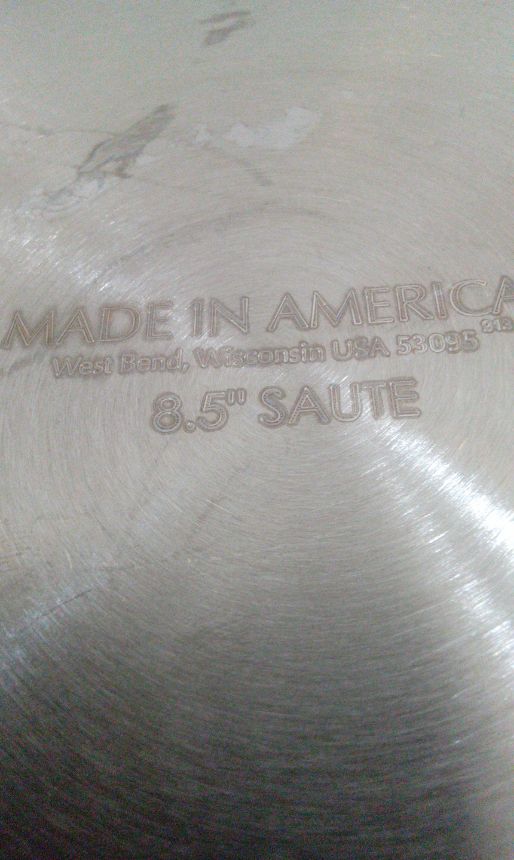 MADE IN AMERICA
West Bend, Wisconsin USA 53095
8.5" SAUTE